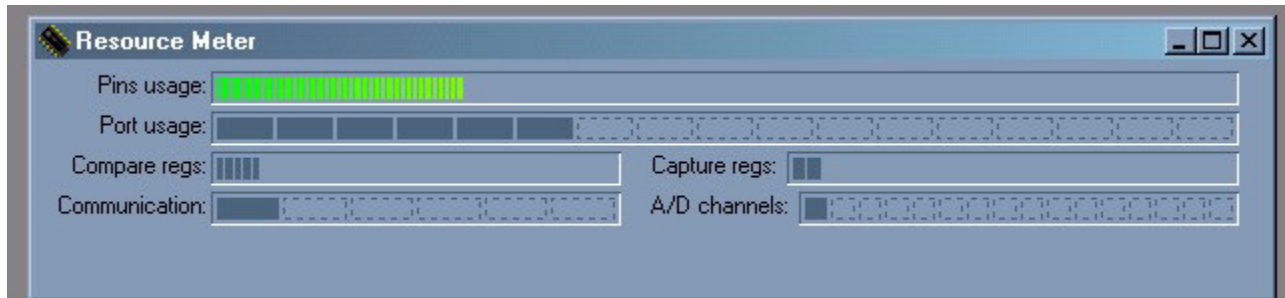 Resource Meter
Pins usage:
Port usage:
Compare regs: Capture regs:
Communication: A/D channels: